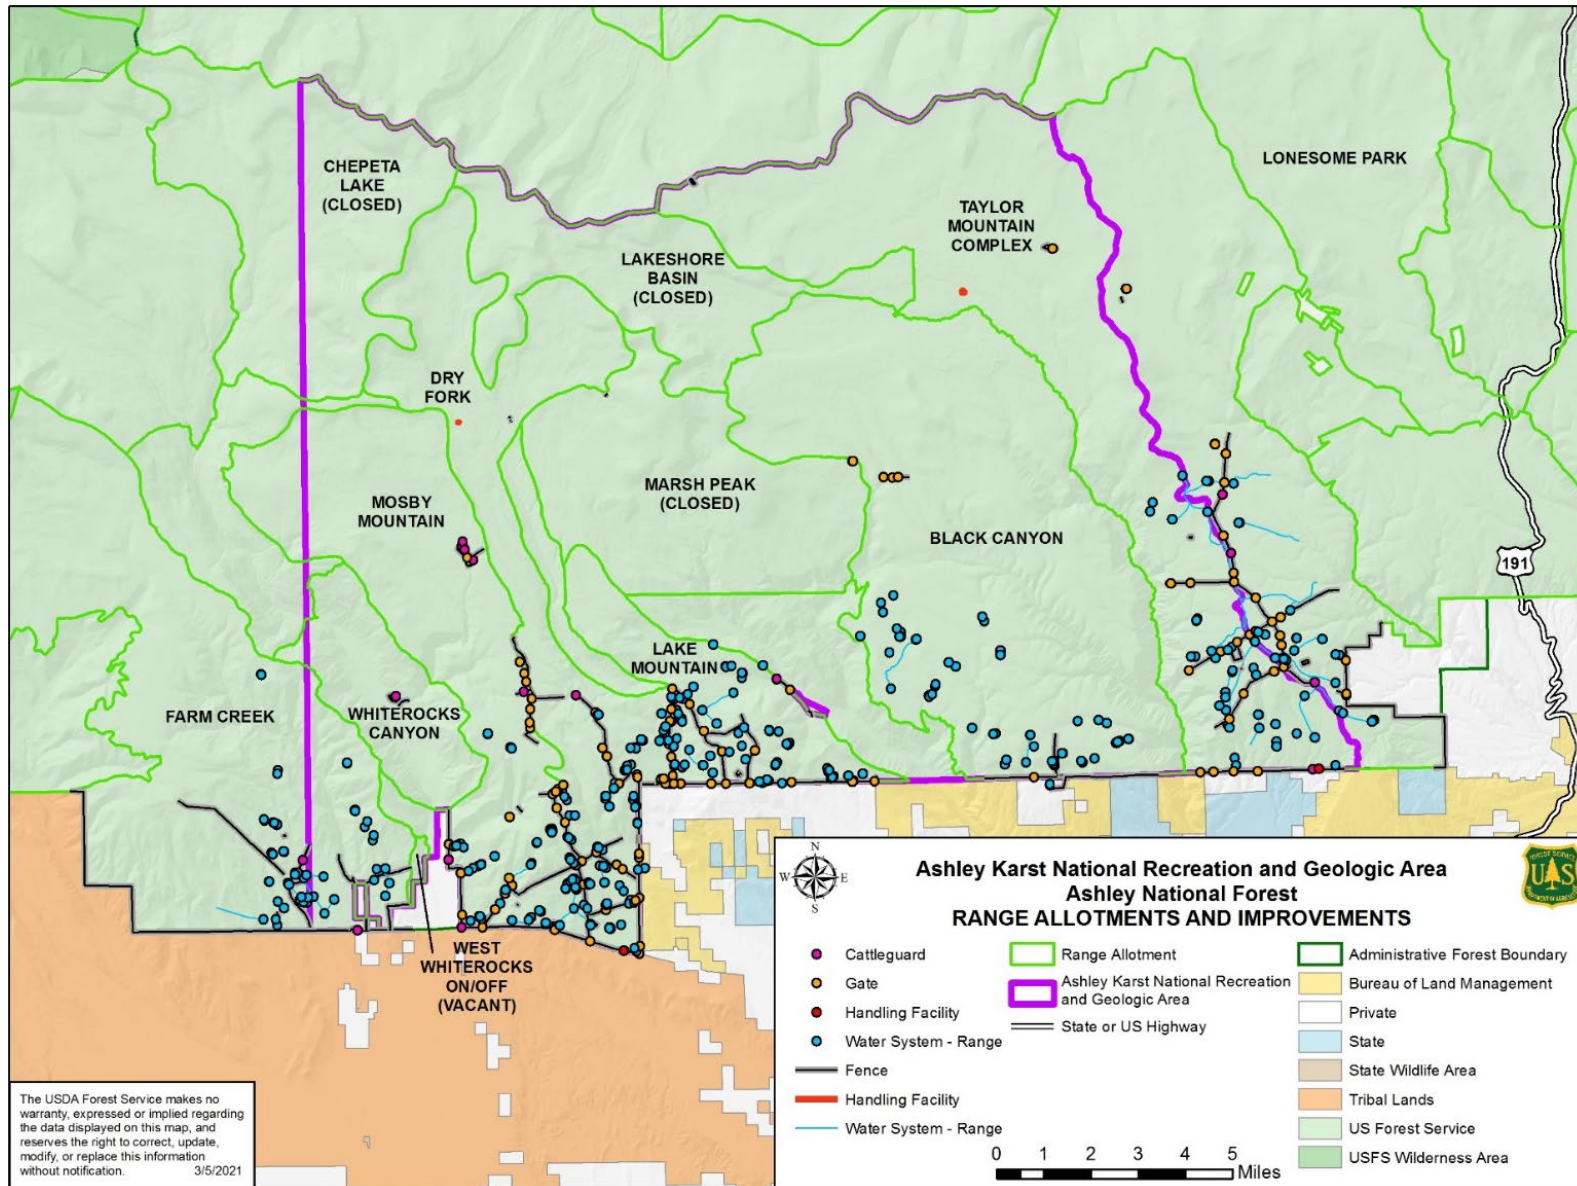 LONESOME PARK
CHEPETA
LAKE
(CLOSED)
TAYLOR
MOUNTAIN
COMPLEX
LAKESHORE
BASIN
(CLOSED)
DRY
FORK
MOSBY
MOUNTAIN
MARSH PEAK
(CLOSED)
BLACK CANYON
191
LAKE
MOUNTAIN
FARM CREEK
WHITEROCKS
CANYON
WEST
WHITEROCKS
ON/OFF
(VACANT)
N
W E
S
Ashley Karst National Recreation and Geologic Area
Ashley National Forest
RANGE ALLOTMENTS AND IMPROVEMENTS
FOREST SERVICE
US
DEPARTMENT OF AGRICULTURE
Cattleguard
Gate
Handling Facility
Water System - Range
Fence
Handling Facility
Water System - Range
Range Allotment
Ashley Karst National Recreation
and Geologic Area
State or US Highway
Administrative Forest Boundary
Bureau of Land Management
Private
State
State Wildlife Area
Tribal Lands
US Forest Service
USFS Wilderness Area
0 1 2 3 4 5
Miles
The USDA Forest Service makes no
warranty, expressed or implied regarding
the data displayed on this map, and
reserves the right to correct, update,
modify, or replace this information
without notification. 3/5/2021